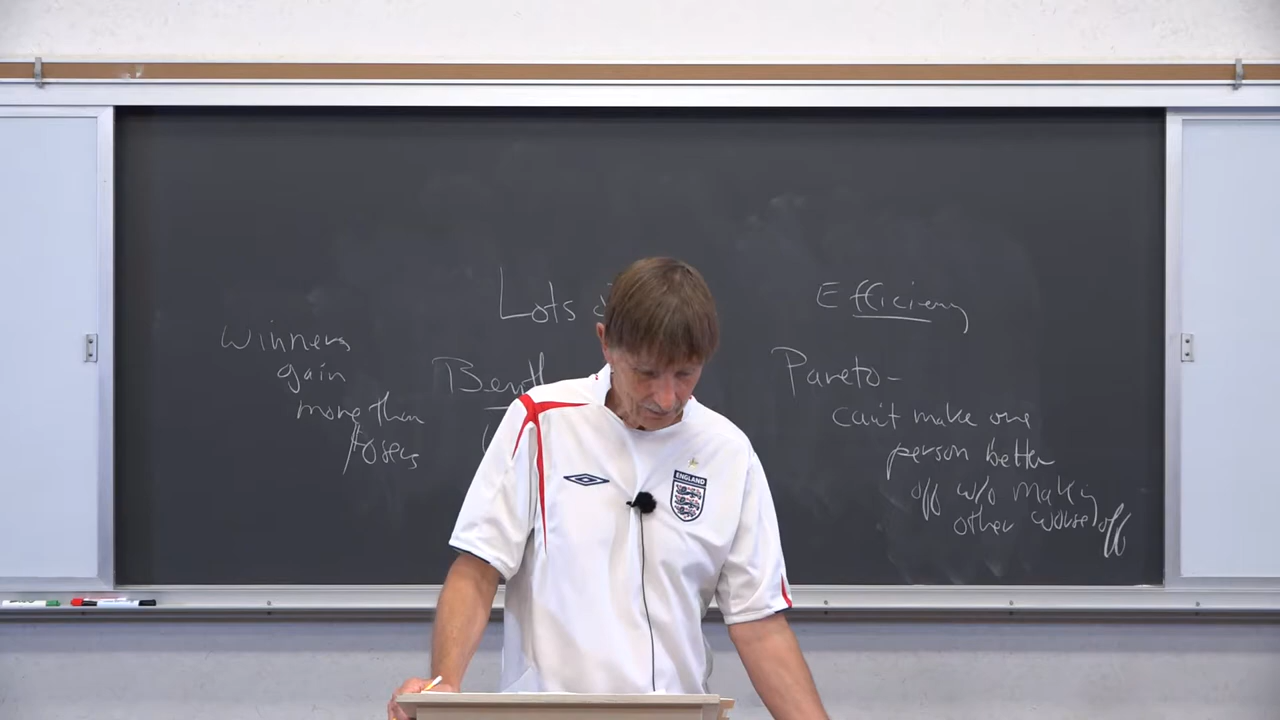 Lots
Efficiency
winners
gain
more than
losers
Bent
Pareto-
can't make one
person better
off w/o making
other worse off
ENGLAND